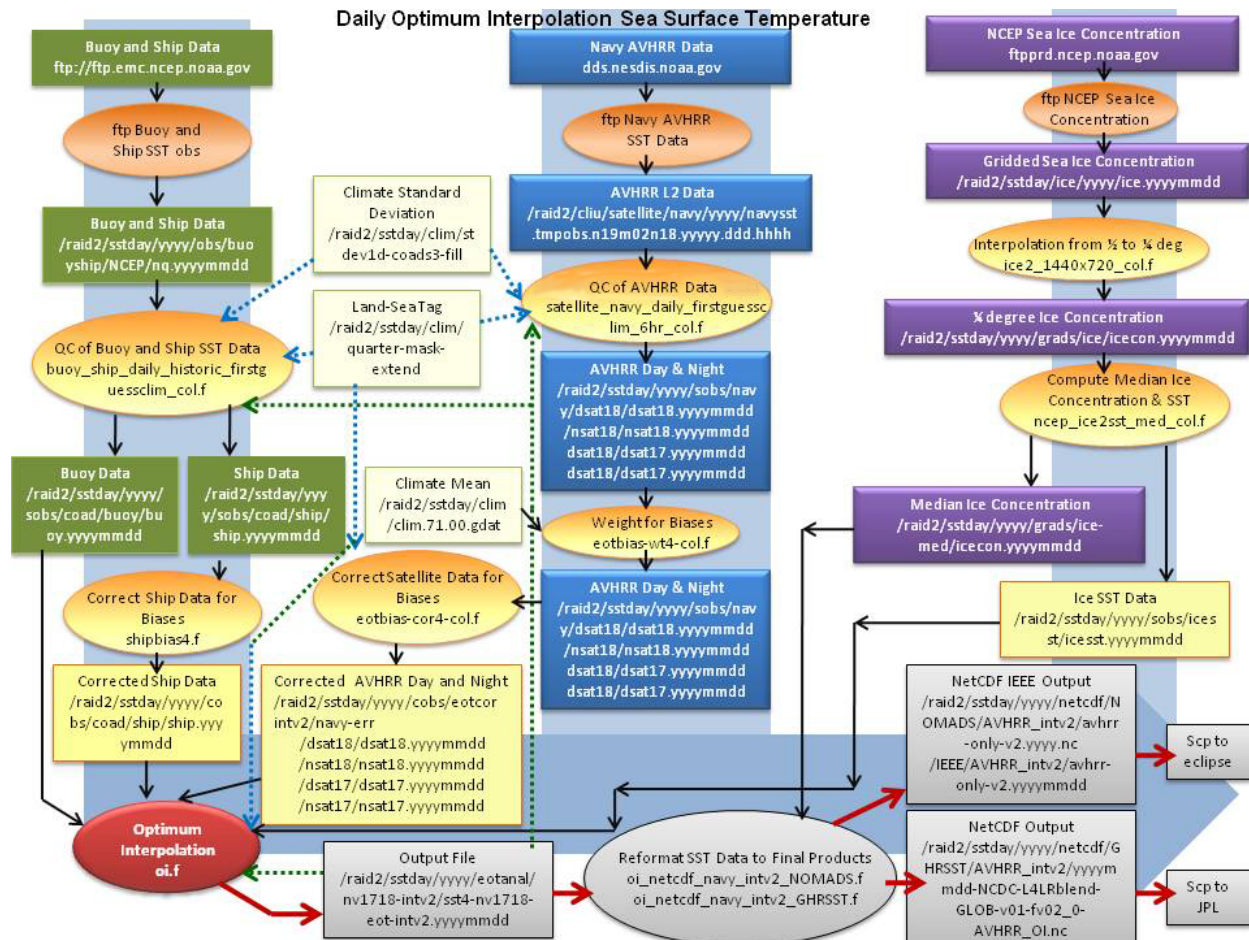 Daily Optimum Interpolation Sea Surface Temperature
Buoy and Ship Data
ftp://ftp.emc.ncep.noaa.gov
ftp Buoy and
Ship SST obs
Buoy and Ship Data
/raid2/sstday/yyyy/obs/buo
yship/NCEP/nq.yyyymmdd
QC of Buoy and Ship SST Data
buoy_ship_daily_historic_firstg
uessclim_col.f
Buoy Data
/raid2/sstday/yyyy/
sobs/coad/buoy/bu
oy.yyyymmdd
Ship Data
/raid2/sstday/yyy
y/sobs/coad/ship/
ship.yyyymmdd
Correct Ship Data for
Biases
shipbias4.f
Corrected Ship Data
/raid2/sstday/yyyy/co
bs/coad/ship/ship.yyy
ymmdd
Optimum
Interpolation
oi.f
Climate Standard
Deviation
/raid2/sstday/clim/st
dev1d-coads3-fill
Land-Sea Tag
/raid2/sstday/clim/
quarter-mask-
extend
Climate Mean
/raid2/sstday/clim
/clim.71.00.gdat
Correct Satellite Data for
Biases
eotbias-cor4-col.f
Corrected AVHRR Day and Night
/raid2/sstday/yyyy/cobs/eotcor
intv2/navy-err
/dsat18/dsat18.yyyymmdd
/nsat18/nsat18.yyyymmdd
/dsat17/dsat17.yyyymmdd
/nsat17/nsat17.yyyymmdd
Output File
/raid2/sstday/yyyy/eotanal/
nv1718-intv2/sst4-nv1718-
eot-intv2.yyyymmdd
Navy AVHRR Data
dds.nesdis.noaa.gov
ftp Navy AVHRR
SST Data
AVHRR L2 Data
/raid2/cliu/satellite/navy/yyyy/navysst
.tmpobs.n19m02n18.yyyyy.ddd.hhhh
QC of AVHRR Data
satellite_navy_daily_firstguessc
lim_6hr_col.f
AVHRR Day & Night
/raid2/sstday/yyyy/sobs/nav
y/dsat18/dsat18.yyyymmdd
/nsat18/nsat18.yyyymmdd
dsat18/dsat17.yyyymmdd
dsat18/dsat17.yyyymmdd
Weight for Biases
eotbias-wt4-col.f
AVHRR Day & Night
/raid2/sstday/yyyy/sobs/nav
y/dsat18/dsat18.yyyymmdd
/nsat18/nsat18.yyyymmdd
dsat18/dsat17.yyyymmdd
dsat18/dsat17.yyyymmdd
Reformat SST Data to Final Products
oi_netcdf_navy_intv2_NOMADS.f
oi_netcdf_navy_intv2_GHRSST.f
NCEP Sea Ice Concentration
ftpprd.ncep.noaa.gov
ftp NCEP Sea Ice
Concentration
Gridded Sea Ice Concentration
/raid2/sstday/ice/yyyy/ice.yyyymmdd
Interpolation from ½ to ¼ deg
ice2_1440x720_col.f
¼ degree Ice Concentration
/raid2/sstday/yyyy/grads/ice/icecon.yyyymmdd
Compute Median Ice
Concentration & SST
ncep_ice2sst_med_col.f
Median Ice Concentration
/raid2/sstday/yyyy/grads/ice-
med/icecon.yyyymmdd
Ice SST Data
/raid2/sstday/yyyy/sobs/ices
st/icesst.yyyymmdd
NetCDF IEEE Output
/raid2/sstday/yyyy/netcdf/N
OMADS/AVHRR_intv2/avhrr
-only-v2.yyyy.nc
/IEEE/AVHRR_intv2/avhrr-
only-v2.yyyymmdd
Scp to
eclipse
NetCDF Output
/raid2/sstday/yyyy/netcdf/G
HRSST/AVHRR_intv2/yyyym
mdd-NCDC-L4LRblend-
GLOB-v01-fv02_0-
AVHRR_OI.nc
Scp to
JPL